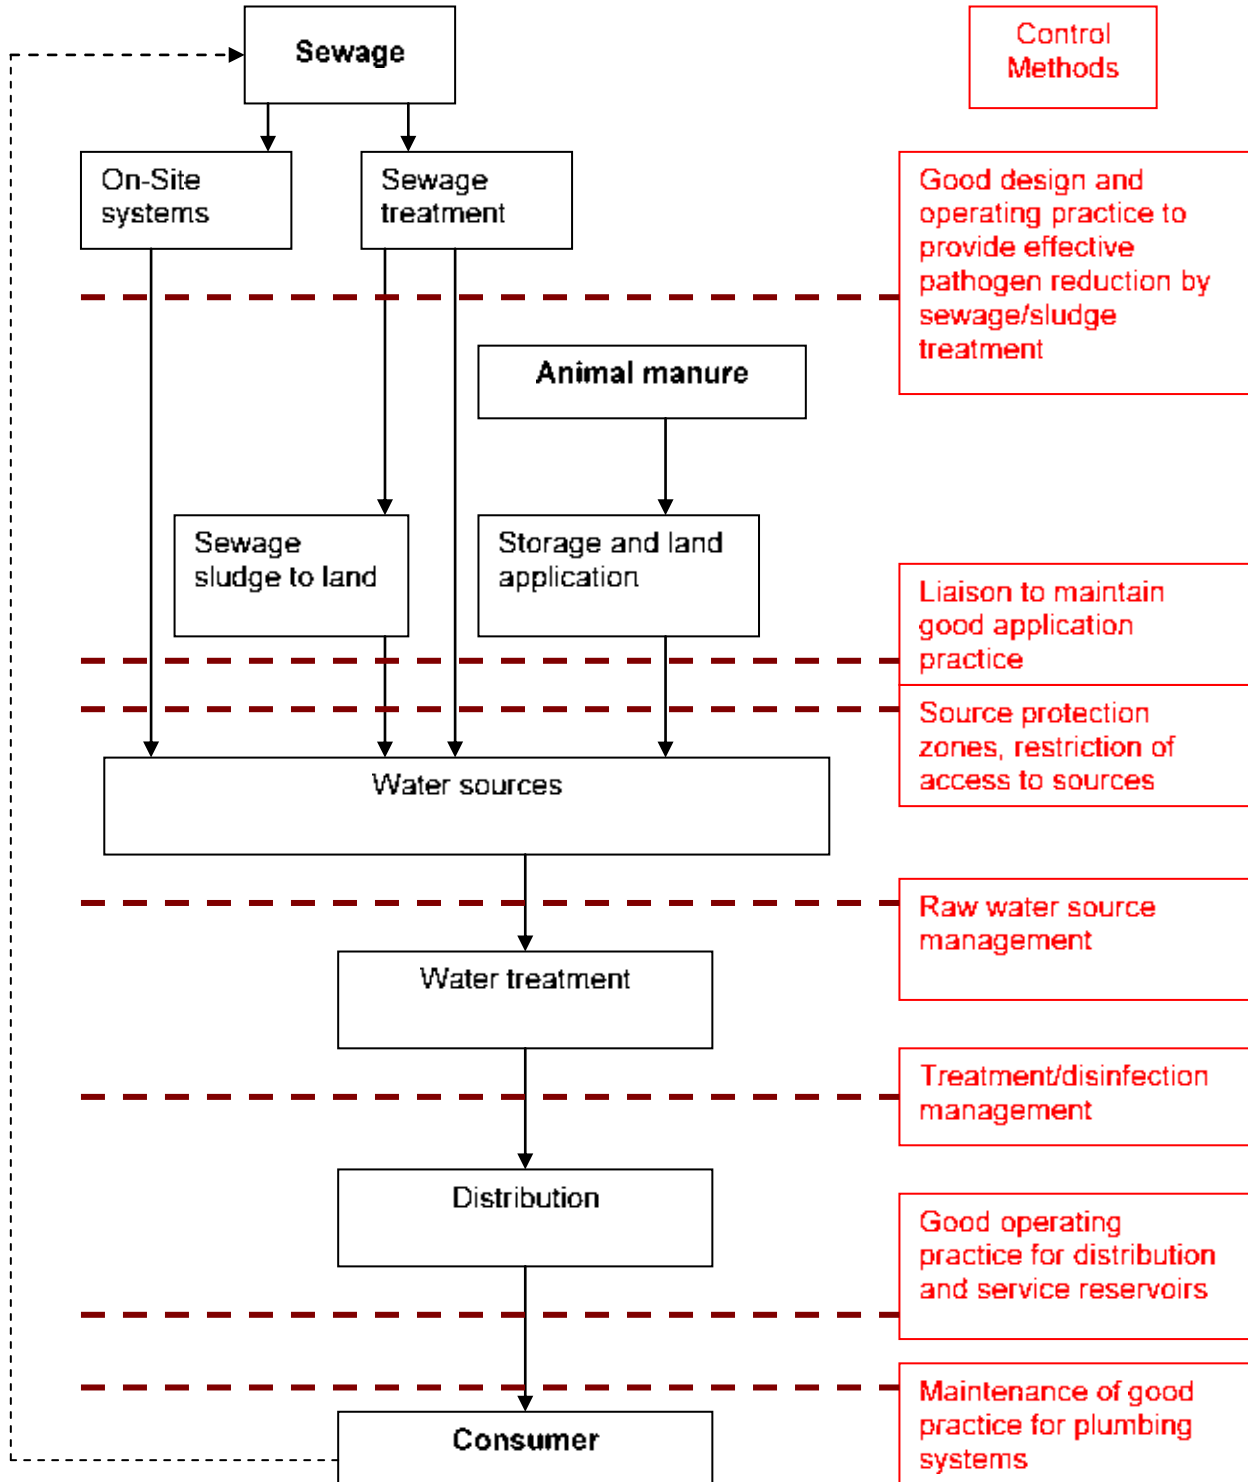 Sewage
Control
Methods
On-Site
systems
Sewage
treatment
Good design and
operating practice to
provide effective
pathogen reduction by
sewage/sludge
treatment
Animal manure
Sewage
sludge to land
Storage and land
application
Liaison to maintain
good application
practice
Source protection
zones, restriction of
access to sources
Water sources
Raw water source
management
Water treatment
Treatment/disinfection
management
Distribution
Good operating
practice for distribution
and service reservoirs
Maintenance of good
practice for plumbing
systems
Consumer